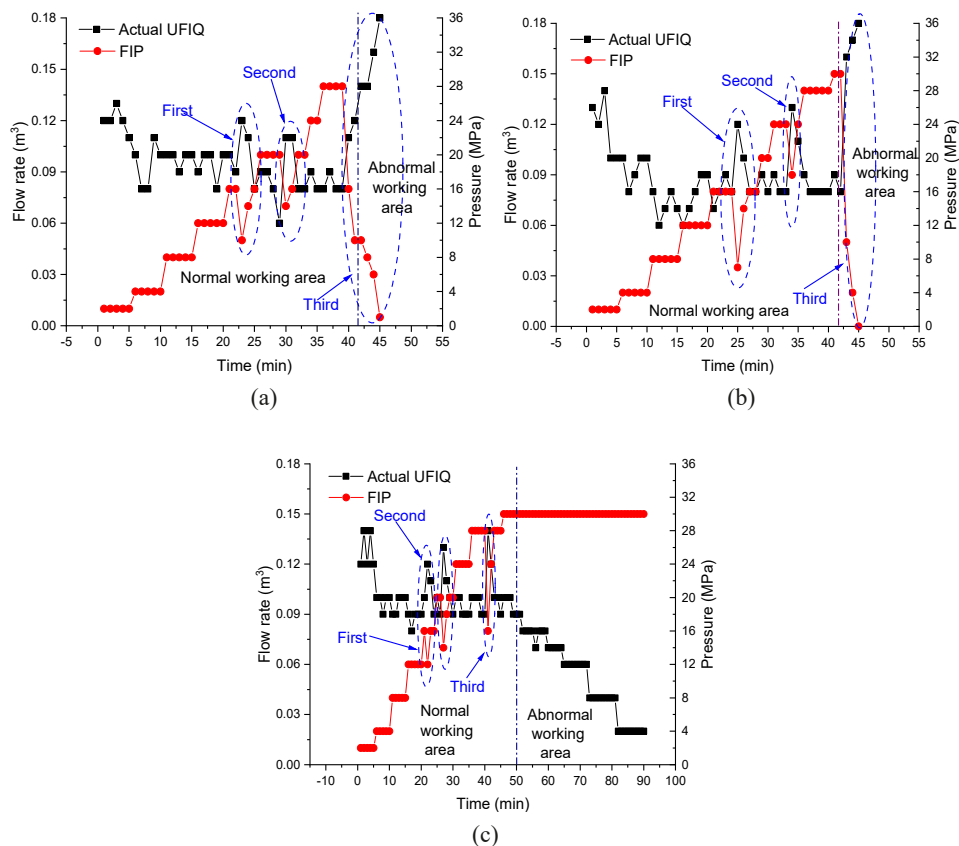 Actual UFIQ
FIP
Second
First
Abnormal
working
area
Normal working area
Third
0.18
0.15
0.12
0.09
0.06
0.03
0.00
36
32
28
24
20
16
12
8
4
0
-5 0 5 10 15 20 25 30 35 40 45 50 55
Flow rate (m³)
Pressure (MPa)
Time (min)
(a)
Actual UFIQ
FIP
Second
First
Abnormal
working
area
Third
Normal working area
0.18
0.15
0.12
0.09
0.06
0.03
0.00
36
32
28
24
20
16
12
8
4
0
-5 0 5 10 15 20 25 30 35 40 45 50 55
Flow rate (m³)
Pressure (MPa)
Time (min)
(b)
Actual UFIQ
FIP
Second
First
Third
Normal
working
area
Abnormal
working area
0.18
0.15
0.12
0.09
0.06
0.03
0.00
36
32
28
24
20
16
12
8
4
0
-10 0 10 20 30 40 50 60 70 80 90 100
Flow rate (m³)
Pressure (MPa)
Time (min)
(c)